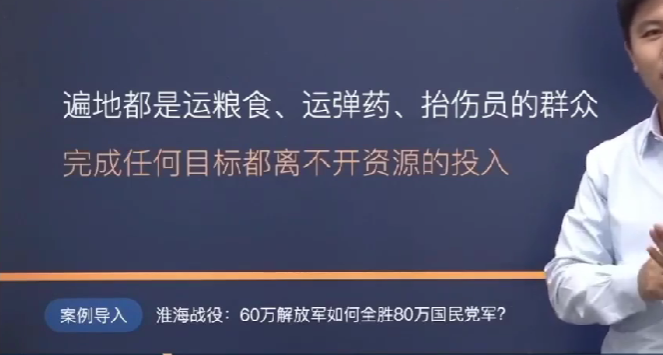 遍地都是运粮食、运弹药、抬伤员的群众
完成任何目标都离不开资源的投入
案例导入 淮海战役：60万解放军如何全胜80万国民党军？